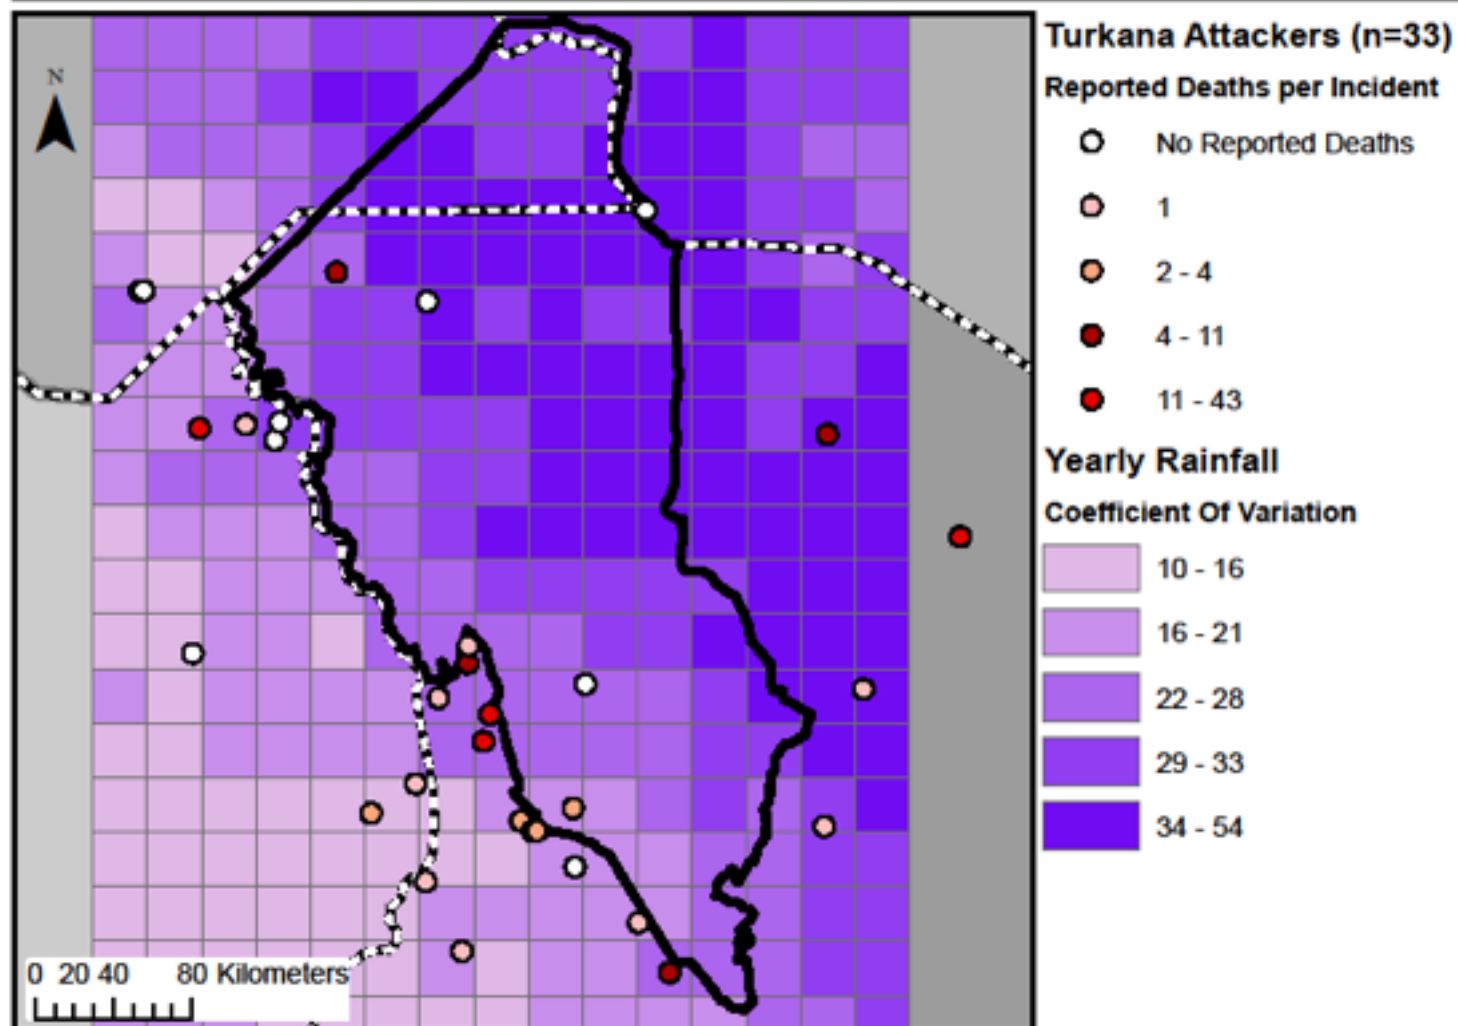 N
Turkana Attackers (n=33)
Reported Deaths per Incident
No Reported Deaths
1
2 - 4
4 - 11
11 - 43
Yearly Rainfall
Coefficient Of Variation
10 - 16
16 - 21
22 - 28
29 - 33
34 - 54
0 20 40 80 Kilometers